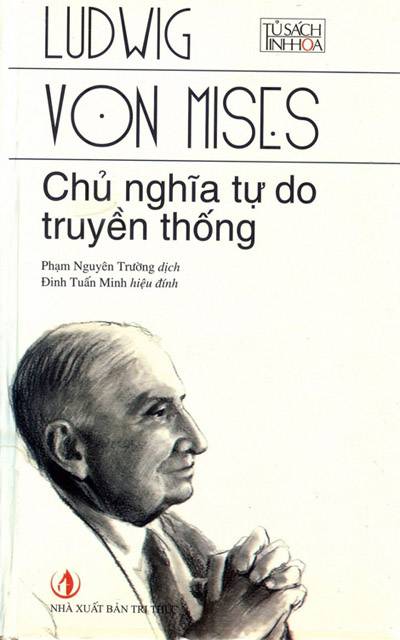 LUDWIG
TỦ SÁCH
TINH HOA
VON MISES
Chủ nghĩa tự do
truyền thống
Phạm Nguyên Trường dịch
Đinh Tuấn Minh hiệu đính
NHÀ XUẤT BẢN TRI THỨC